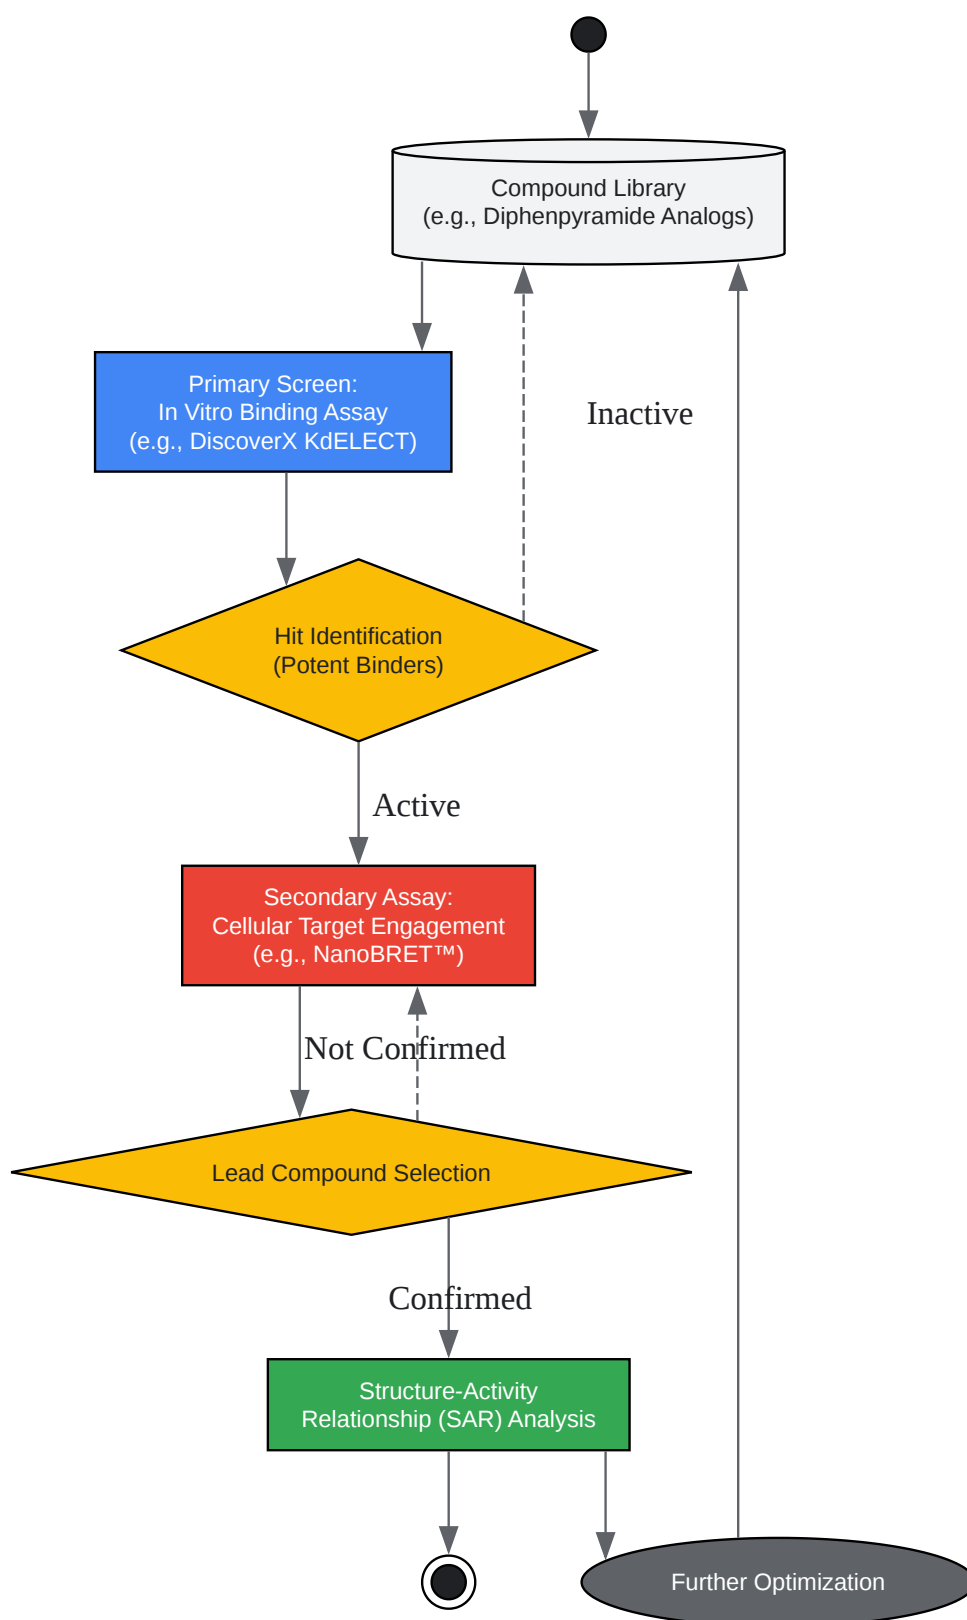 Compound Library
(e.g., Diphenpyramide Analogs)
Primary Screen:
In Vitro Binding Assay
(e.g., DiscoverX KdELECT)
Inactive
Hit Identification
(Potent Binders)
Active
Secondary Assay:
Cellular Target Engagement
(e.g., NanoBRET™)
Not Confirmed
Lead Compound Selection
Confirmed
Structure-Activity
Relationship (SAR) Analysis
Further Optimization